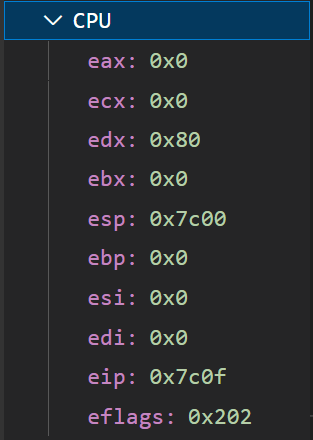 CPU
eax: 0x0
ecx: 0x0
edx: 0x80
ebx: 0x0
esp: 0x7c00
ebp: 0x0
esi: 0x0
edi: 0x0
eip: 0x7c0f
eflags: 0x202